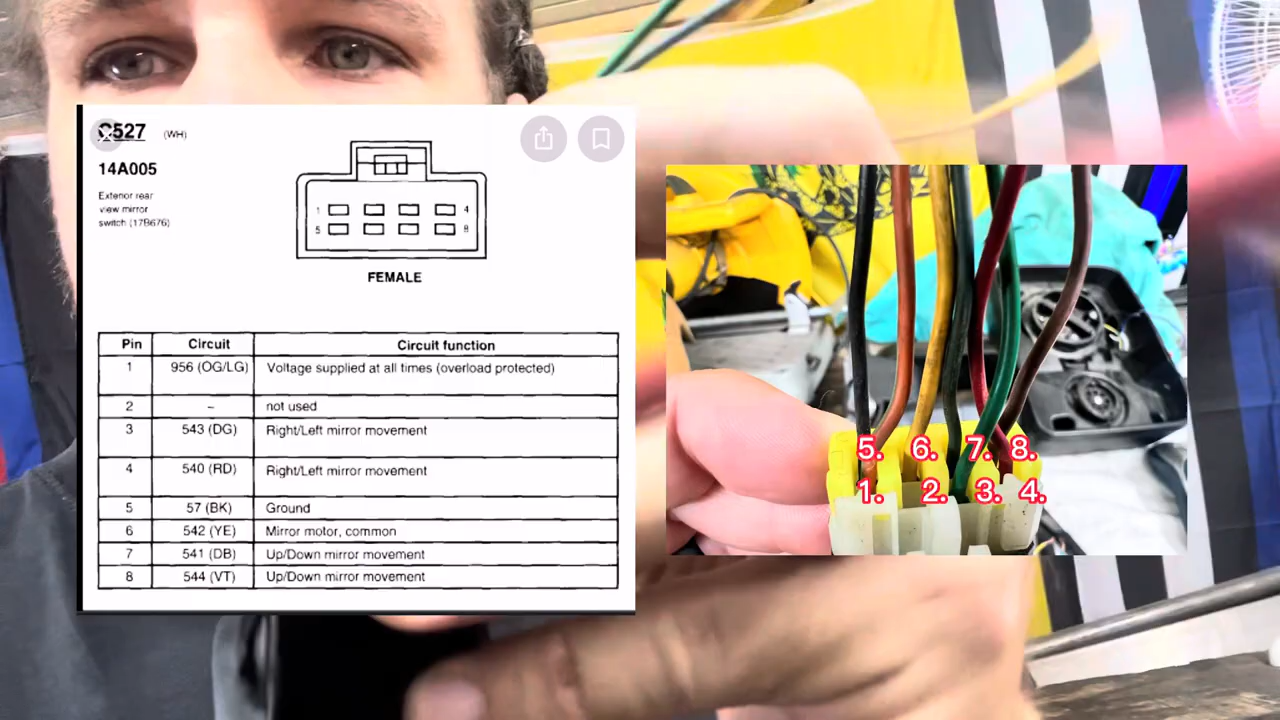 C527 (WH)
14A005
Exterior rear
view mirror
switch (17B676)
1 4
5 8
FEMALE
Pin Circuit Circuit function
1 956 (OG/LG) Voltage supplied at all times (overload protected)
2 – not used
3 543 (DG) Right/Left mirror movement
4 540 (RD) Right/Left mirror movement
5 57 (BK) Ground
6 542 (YE) Mirror motor, common
7 541 (DB) Up/Down mirror movement
8 544 (VT) Up/Down mirror movement
5. 6. 7. 8.
1. 2. 3. 4.